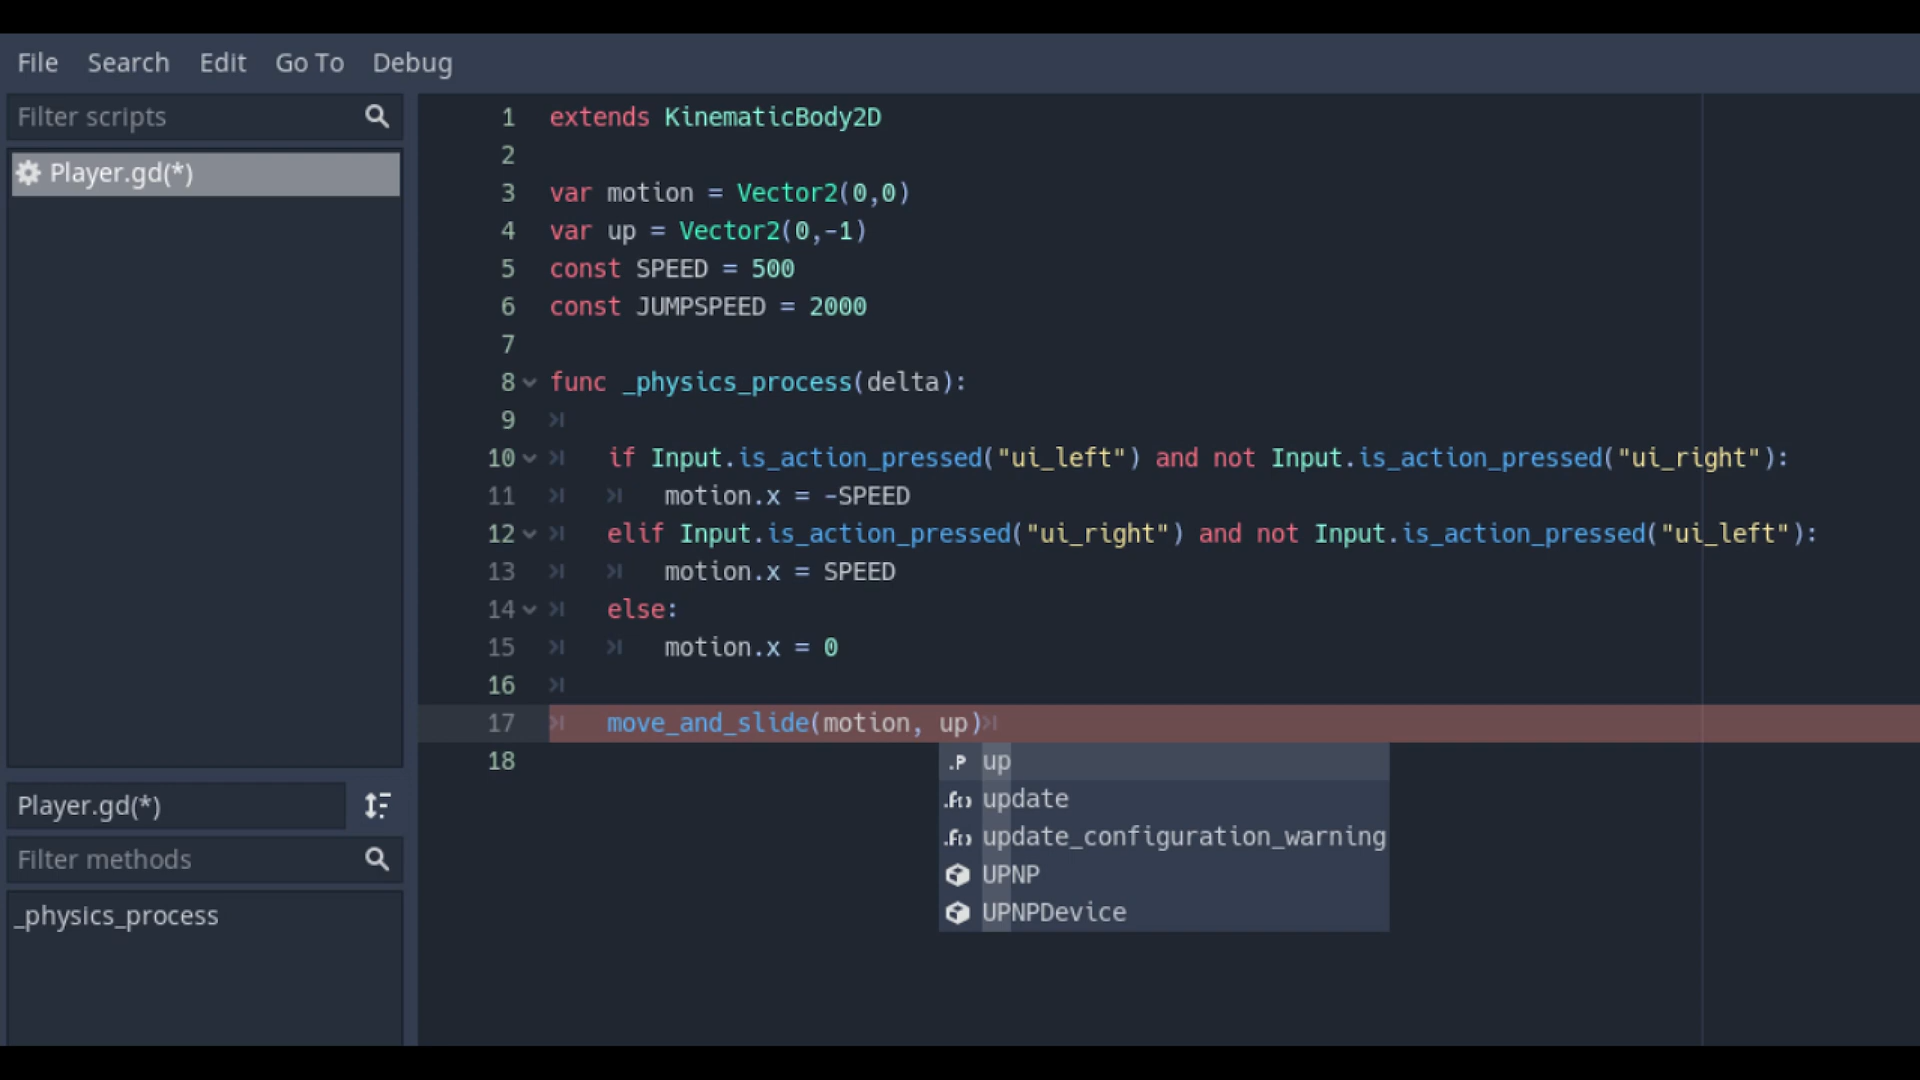 File Search Edit Go To Debug
Filter scripts
Player.gd(*)
Player.gd(*)
Filter methods
_physics_process
1 extends KinematicBody2D
2
3 var motion = Vector2(0,0)
4 var up = Vector2(0,-1)
5 const SPEED = 500
6 const JUMPSPEED = 2000
7
8 func _physics_process(delta):
9
10 if Input.is_action_pressed("ui_left") and not Input.is_action_pressed("ui_right"):
11 motion.x = -SPEED
12 elif Input.is_action_pressed("ui_right") and not Input.is_action_pressed("ui_left"):
13 motion.x = SPEED
14 else:
15 motion.x = 0
16
17 move_and_slide(motion, up)
18
.P up
.f() update
.f() update_configuration_warning
UPNP
UPNPDevice